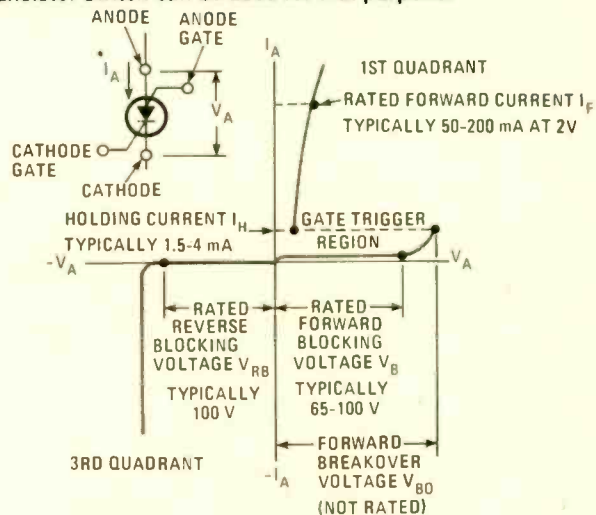 ANODE
ANODE
GATE
I_A
V_A
CATHODE
GATE
CATHODE
I_A
1ST QUADRANT
RATED FORWARD CURRENT I_F
TYPICALLY 50-200 mA AT 2V
HOLDING CURRENT I_H
TYPICALLY 1.5-4 mA
GATE TRIGGER
REGION
-V_A
V_A
RATED
REVERSE
BLOCKING
VOLTAGE V_RB
TYPICALLY
100 V
RATED
FORWARD
BLOCKING
VOLTAGE V_B
TYPICALLY
65-100 V
3RD QUADRANT
-I_A
FORWARD
BREAKOVER
VOLTAGE V_BO
(NOT RATED)